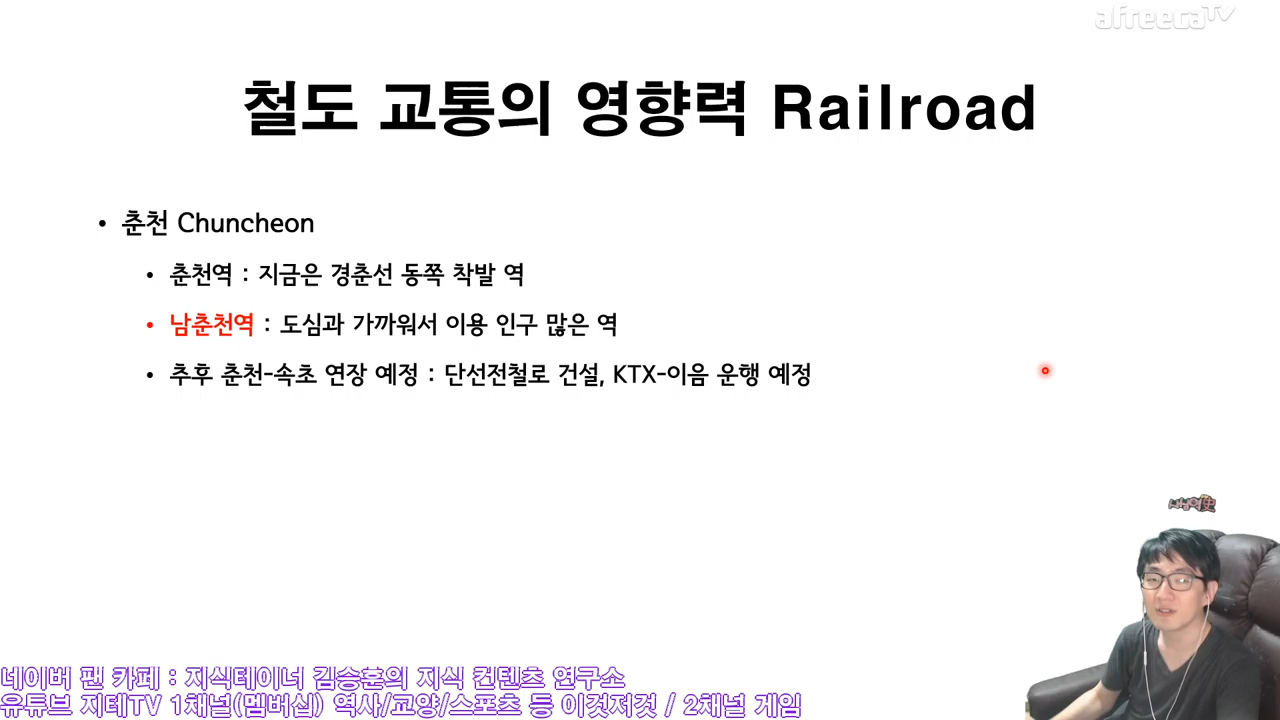 afreecaTV
철도 교통의 영향력 Railroad
• 춘천 Chuncheon
• 춘천역 : 지금은 경춘선 동쪽 착발 역
• 남춘천역 : 도심과 가까워서 이용 인구 많은 역
• 추후 춘천-속초 연장 예정 : 단선전철로 건설, KTX-이음 운행 예정
네이버 팬 카페 : 지식테이너 김승훈의 지식 컨텐츠 연구소
유튜브 지테TV 1채널(멤버십) 역사/교양/스포츠 등 이것저것 / 2채널 게임